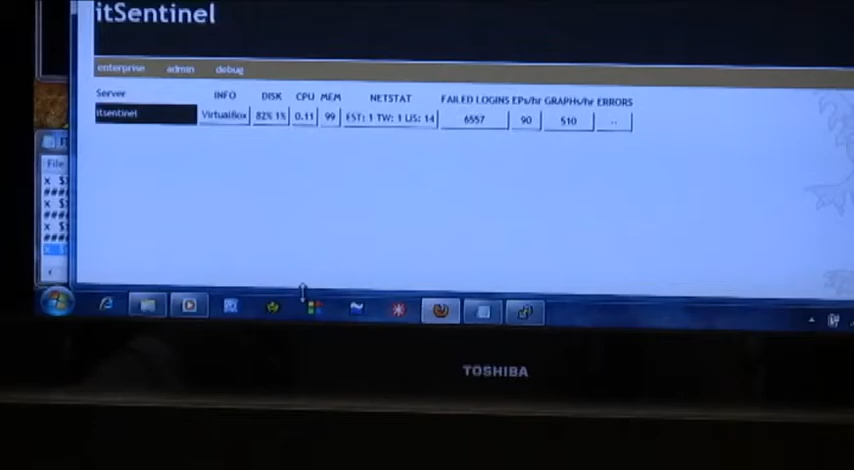 itSentinel
enterprise admin debug
Server INFO DISK CPU MEM NETSTAT FAILED LOGINS EPs/hr GRAPHs/hr ERRORS
itsentinel VirtualBox 82% 1% 0.11 99 EST: 1 TW: 1 LIS: 14 6557 90 510 --
File
x $
####
x $
####
x $
####
x $
TOSHIBA